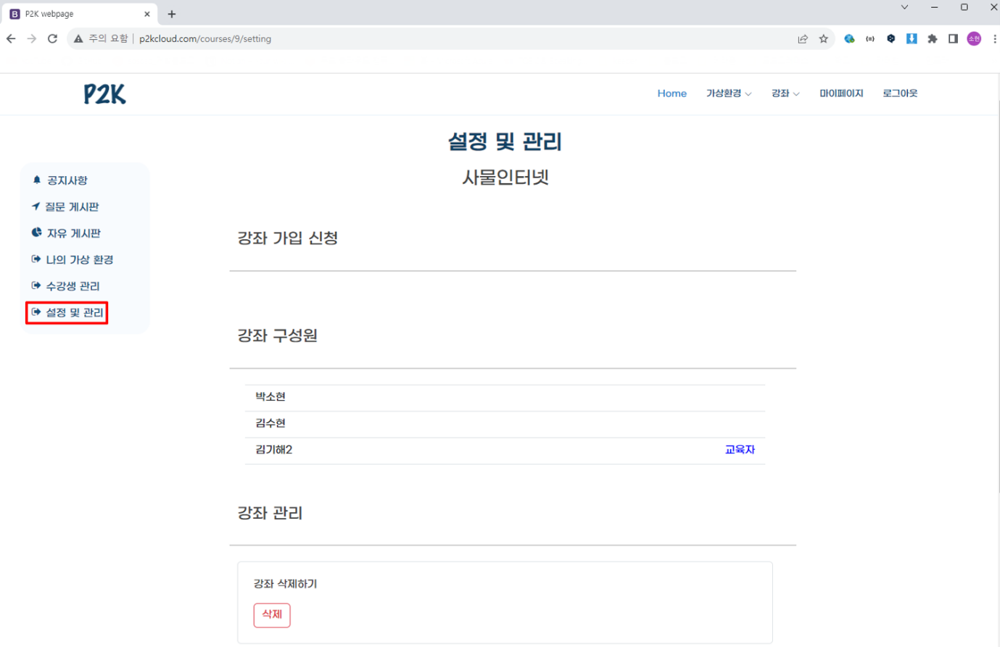 B P2K webpage
주의 요함 p2kcloud.com/courses/9/setting
소현
P2K
Home 가상환경 강좌 마이페이지 로그아웃
설정 및 관리
사물인터넷
공지사항
질문 게시판
자유 게시판
나의 가상 환경
수강생 관리
설정 및 관리
강좌 가입 신청
강좌 구성원
박소현
김수현
김기해2 교육자
강좌 관리
강좌 삭제하기
삭제